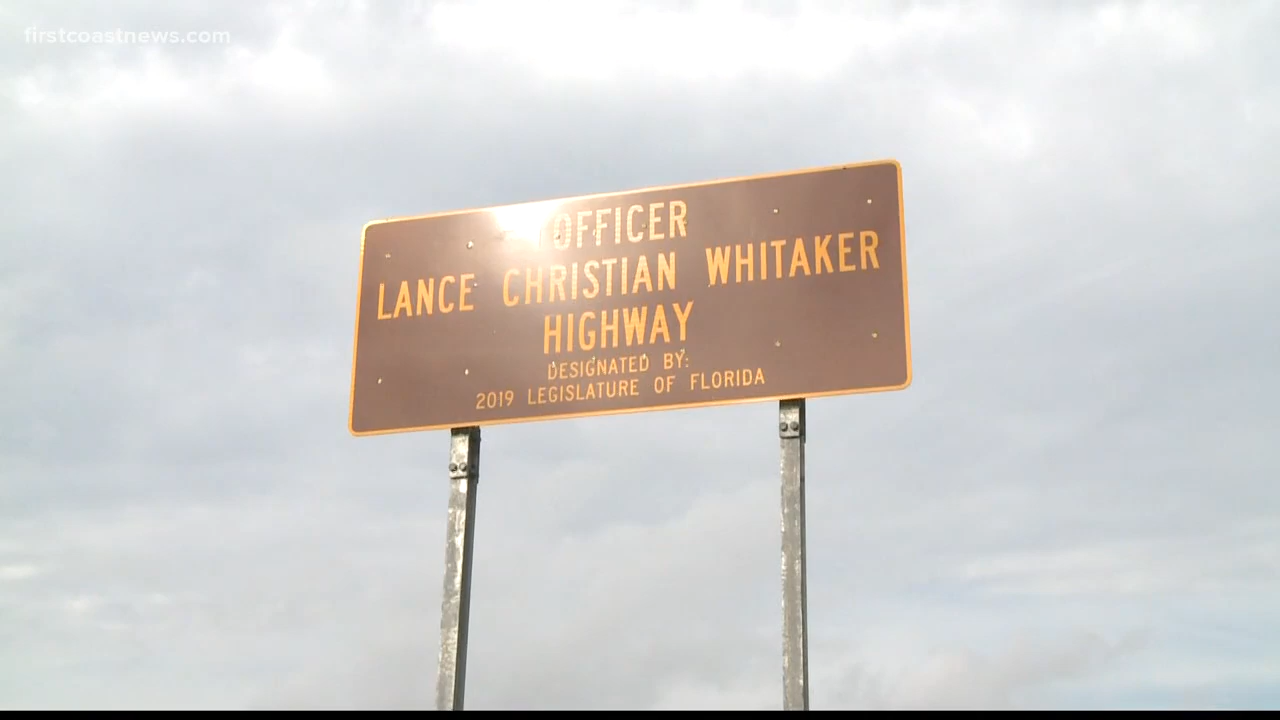 firstcoastnews.com
OFFICER
LANCE CHRISTIAN WHITAKER
HIGHWAY
DESIGNATED BY:
2019 LEGISLATURE OF FLORIDA